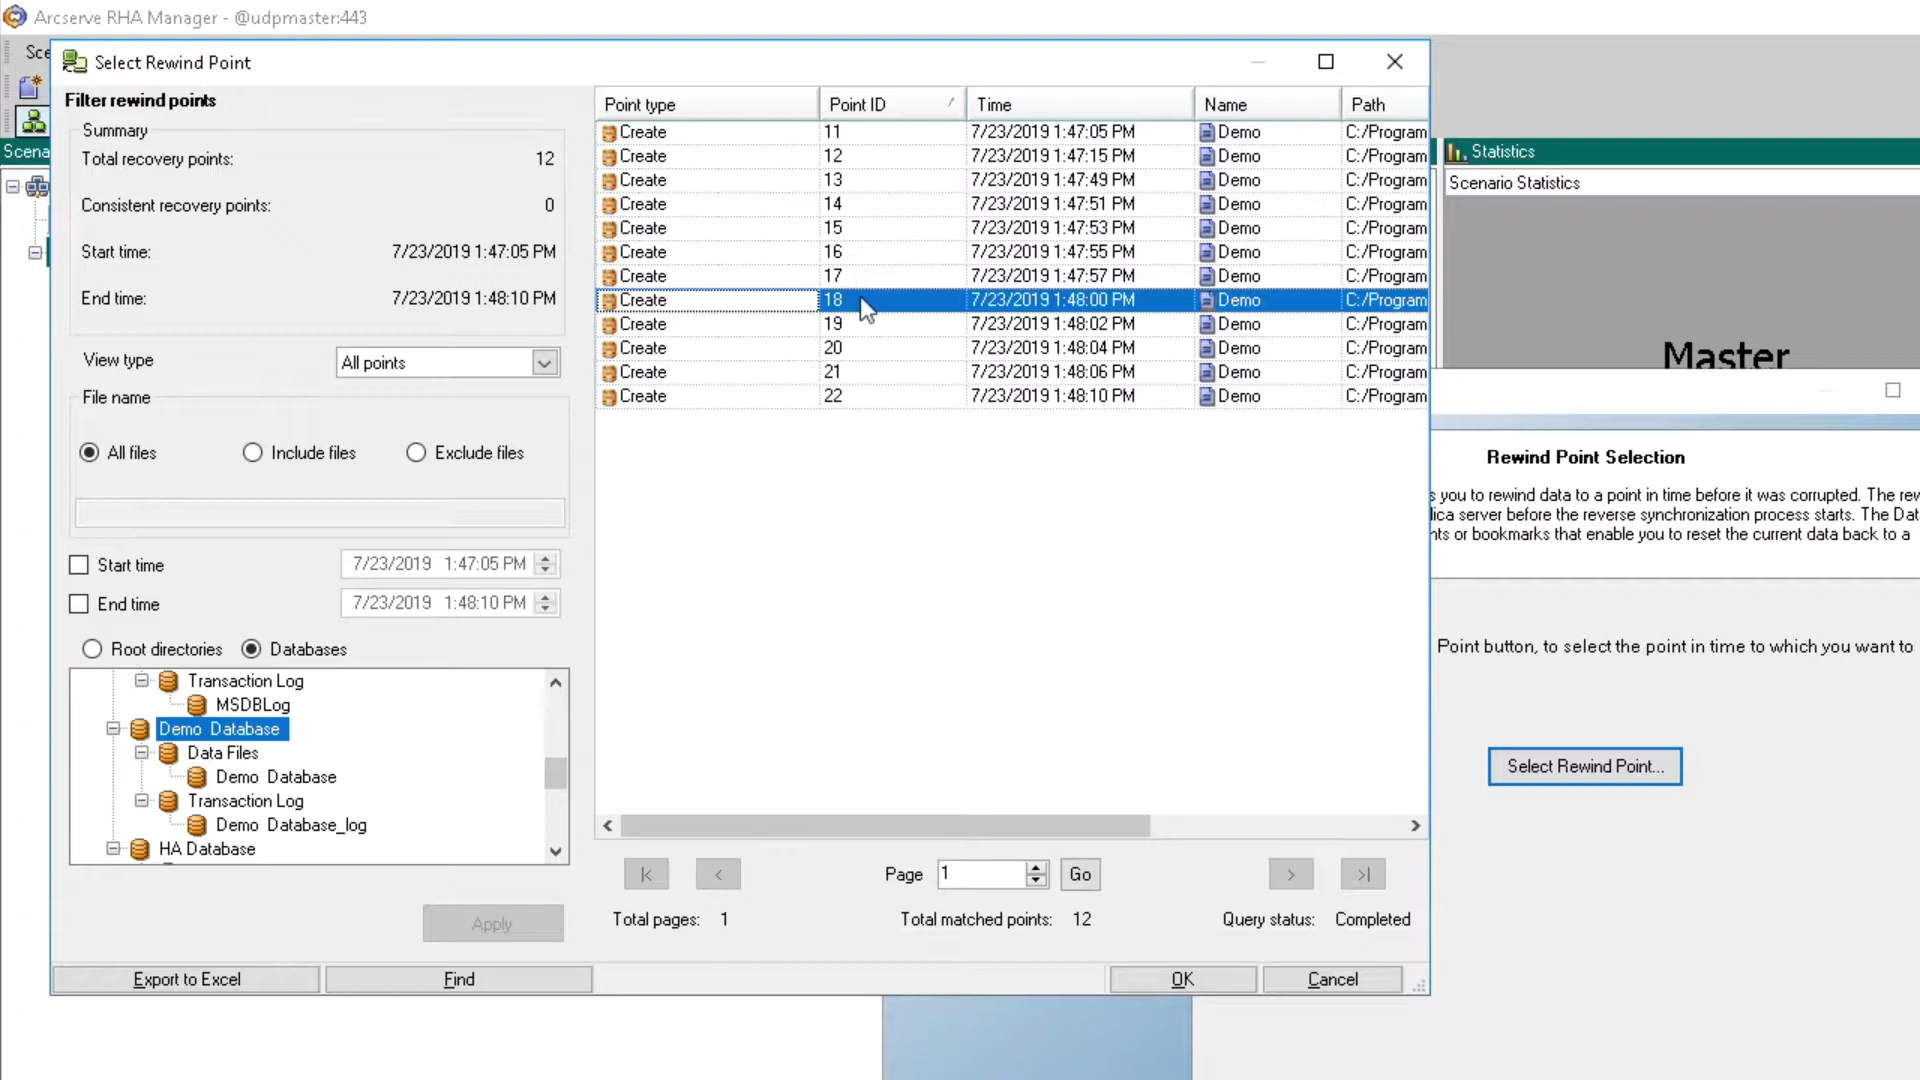 Arcserve RHA Manager - @udpmaster:443
Sce
Select Rewind Point
Filter rewind points
Summary
Total recovery points: 12
Consistent recovery points: 0
Start time: 7/23/2019 1:47:05 PM
End time: 7/23/2019 1:48:10 PM
View type All points
File name
All files Include files Exclude files
Start time 7/23/2019 1:47:05 PM
End time 7/23/2019 1:48:10 PM
Root directories Databases
Transaction Log
MSDBLog
Demo Database
Data Files
Demo Database
Transaction Log
Demo Database_log
HA Database
Apply
Point type Point ID Time Name Path
Create 11 7/23/2019 1:47:05 PM Demo C:/Program
Create 12 7/23/2019 1:47:15 PM Demo C:/Program
Create 13 7/23/2019 1:47:49 PM Demo C:/Program
Create 14 7/23/2019 1:47:51 PM Demo C:/Program
Create 15 7/23/2019 1:47:53 PM Demo C:/Program
Create 16 7/23/2019 1:47:55 PM Demo C:/Program
Create 17 7/23/2019 1:47:57 PM Demo C:/Program
Create 18 7/23/2019 1:48:00 PM Demo C:/Program
Create 19 7/23/2019 1:48:02 PM Demo C:/Program
Create 20 7/23/2019 1:48:04 PM Demo C:/Program
Create 21 7/23/2019 1:48:06 PM Demo C:/Program
Create 22 7/23/2019 1:48:10 PM Demo C:/Program
Page 1 Go
Total pages: 1 Total matched points: 12 Query status: Completed
Export to Excel Find OK Cancel
Scena
Statistics
Scenario Statistics
Master
Rewind Point Selection
s you to rewind data to a point in time before it was corrupted. The rew
lica server before the reverse synchronization process starts. The Dat
nts or bookmarks that enable you to reset the current data back to a
Point button, to select the point in time to which you want to
Select Rewind Point...